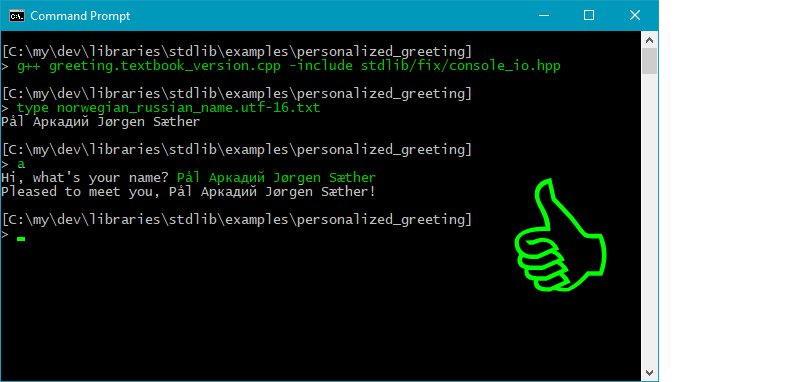 Command Prompt
[C:\my\dev\libraries\stdlib\examples\personalized_greeting]
> g++ greeting.textbook_version.cpp -include stdlib/fix/console_io.hpp
[C:\my\dev\libraries\stdlib\examples\personalized_greeting]
> type norwegian_russian_name.utf-16.txt
Pål Аркадий Jørgen Sæther
[C:\my\dev\libraries\stdlib\examples\personalized_greeting]
> a
Hi, what's your name? Pål Аркадий Jørgen Sæther
Pleased to meet you, Pål Аркадий Jørgen Sæther!
[C:\my\dev\libraries\stdlib\examples\personalized_greeting]
>